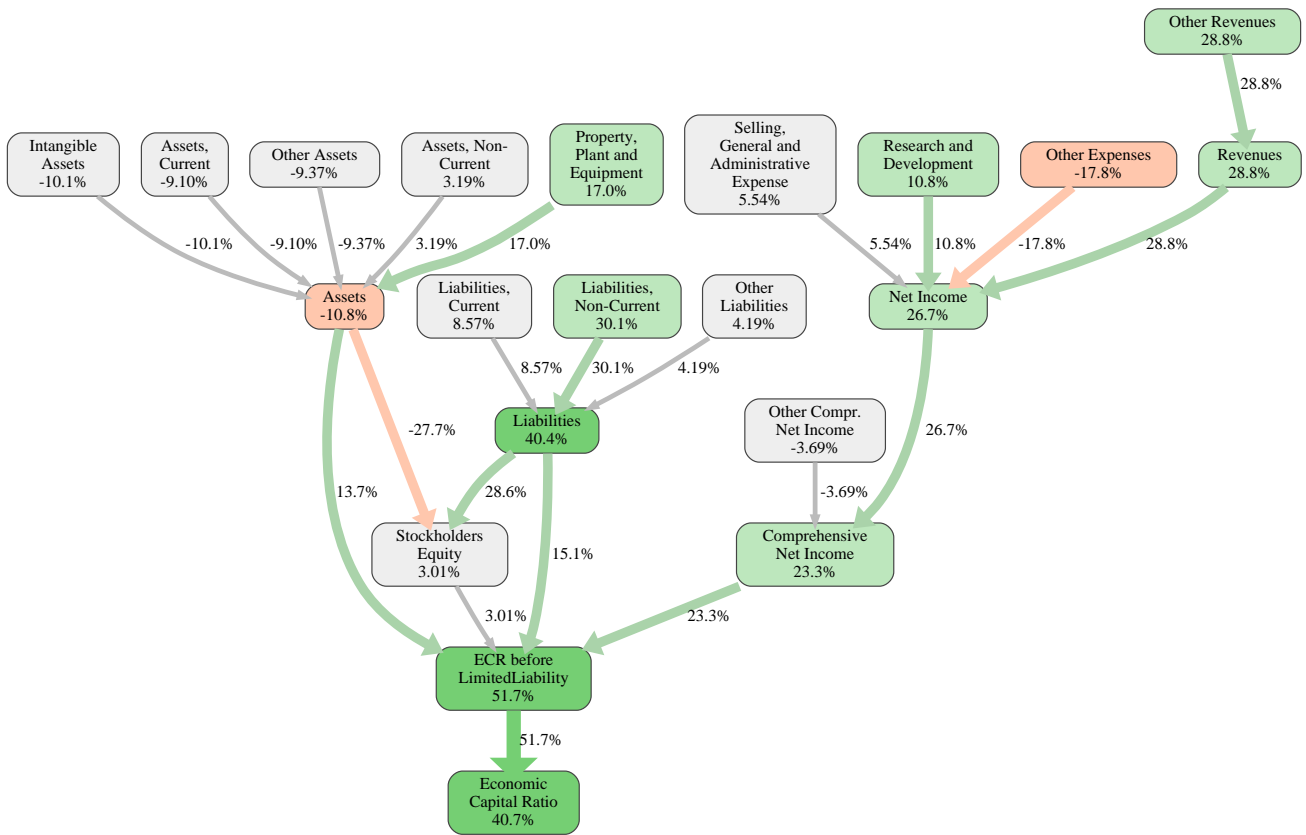 Other Revenues
28.8%
28.8%
Intangible
Assets
-10.1%
Assets,
Current
-9.10%
Other Assets
-9.37%
Assets, Non-
Current
3.19%
Property,
Plant and
Equipment
17.0%
Selling,
General and
Administrative
Expense
5.54%
Research and
Development
10.8%
Other Expenses
-17.8%
Revenues
28.8%
-10.1%
-9.10%
-9.37%
3.19%
17.0%
5.54%
10.8%
-17.8%
28.8%
Assets
-10.8%
Liabilities,
Current
8.57%
Liabilities,
Non-Current
30.1%
Other
Liabilities
4.19%
Net Income
26.7%
8.57%
30.1%
4.19%
-27.7%
Liabilities
40.4%
Other Compr.
Net Income
-3.69%
26.7%
13.7%
28.6%
-3.69%
Stockholders
Equity
3.01%
15.1%
Comprehensive
Net Income
23.3%
3.01%
23.3%
ECR before
LimitedLiability
51.7%
51.7%
Economic
Capital Ratio
40.7%